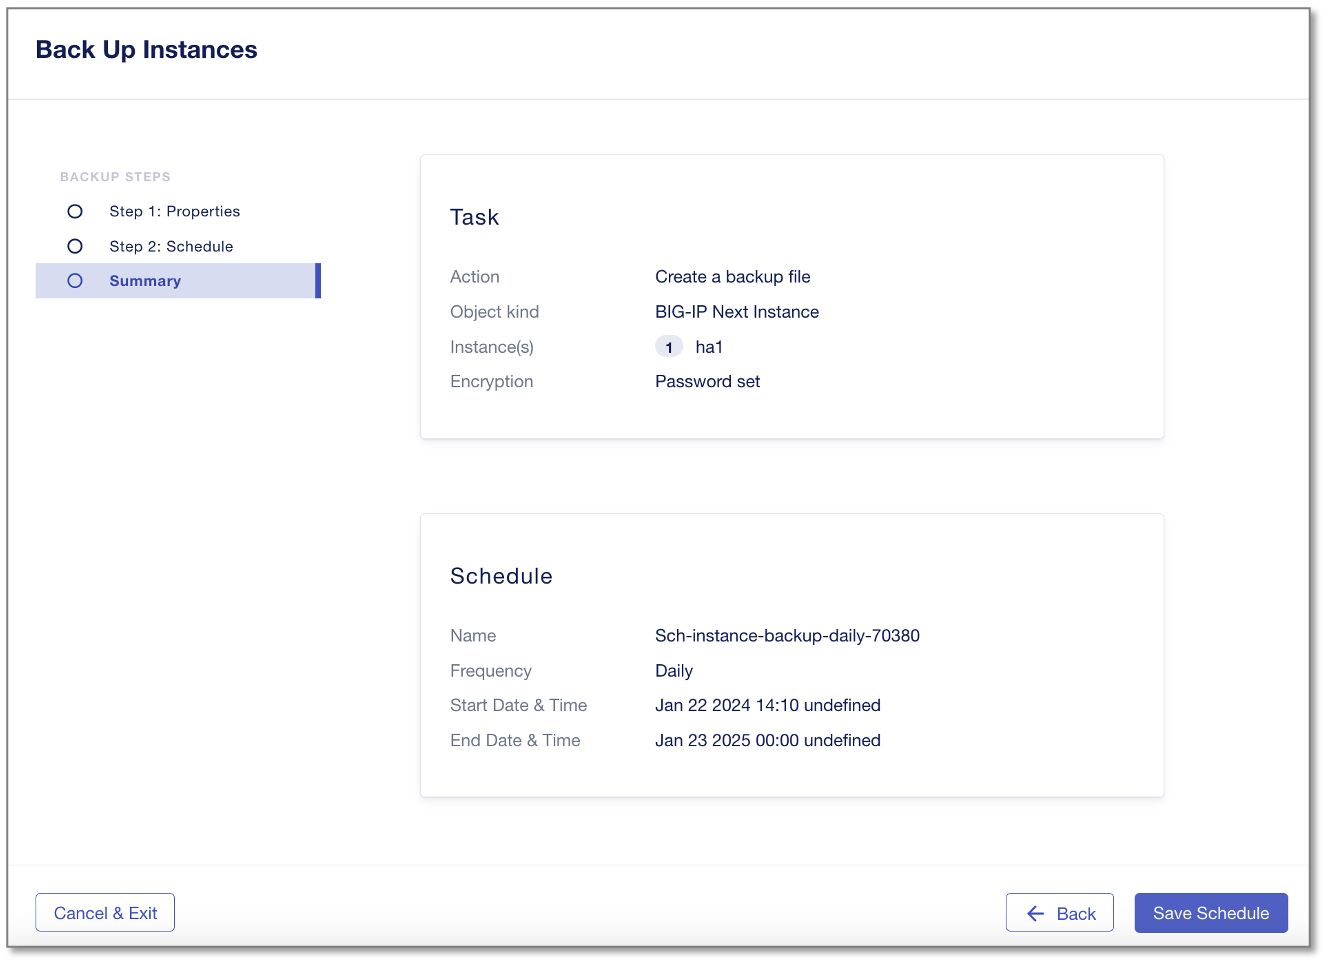 Back Up Instances
BACKUP STEPS
Step 1: Properties
Step 2: Schedule
Summary
Task
Action Create a backup file
Object kind BIG-IP Next Instance
Instance(s) 1 ha1
Encryption Password set
Schedule
Name Sch-instance-backup-daily-70380
Frequency Daily
Start Date & Time Jan 22 2024 14:10 undefined
End Date & Time Jan 23 2025 00:00 undefined
Cancel & Exit Back Save Schedule